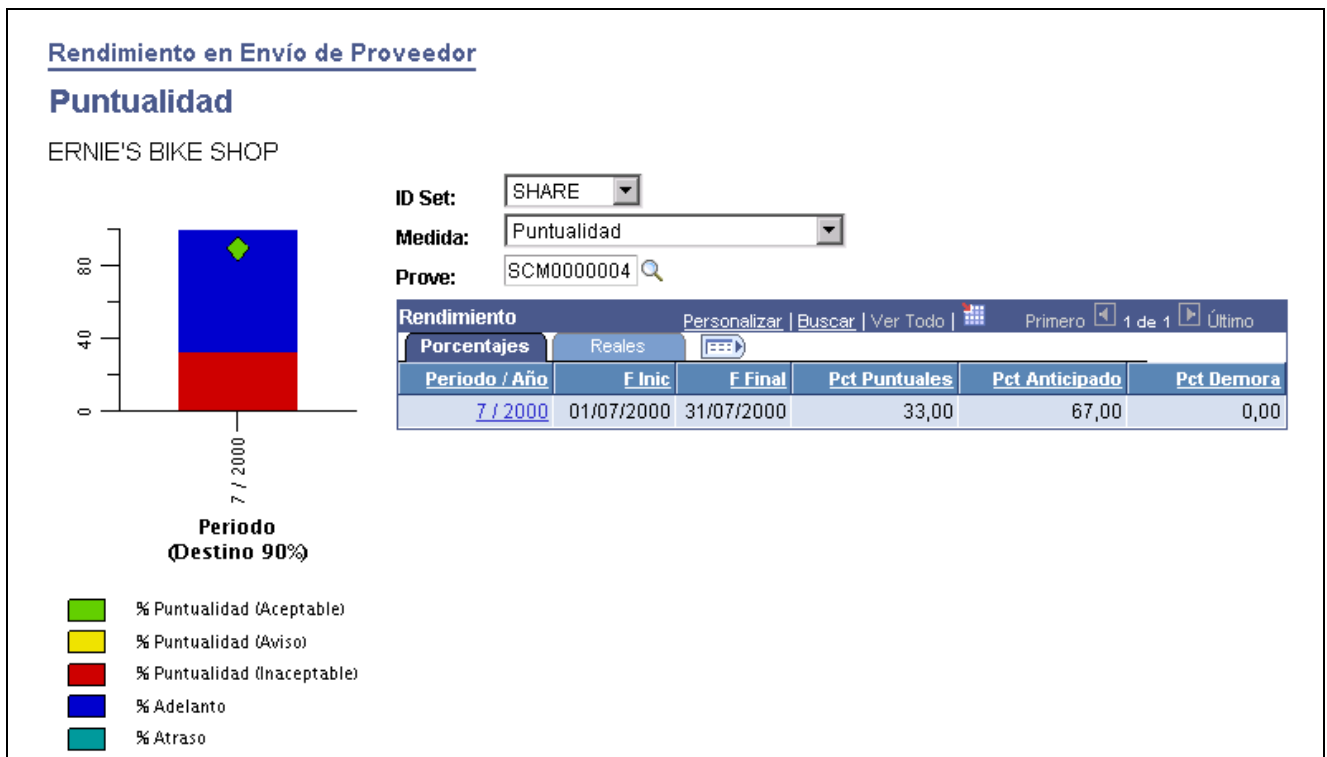 Rendimiento en Envío de Proveedor
Puntualidad
ERNIE'S BIKE SHOP
ID Set: SHARE
Medida: Puntualidad
Prove: SCM0000004
Rendimiento Personalizar | Buscar | Ver Todo | Primero 1 de 1 Último
Porcentajes Reales
Periodo / Año F Inic F Final Pct Puntuales Pct Anticipado Pct Demora
7 / 2000 01/07/2000 31/07/2000 33,00 67,00 0,00
80
40
0
7 / 2000
Periodo
(Destino 90%)
% Puntualidad (Aceptable)
% Puntualidad (Aviso)
% Puntualidad (Inaceptable)
% Adelanto
% Atraso